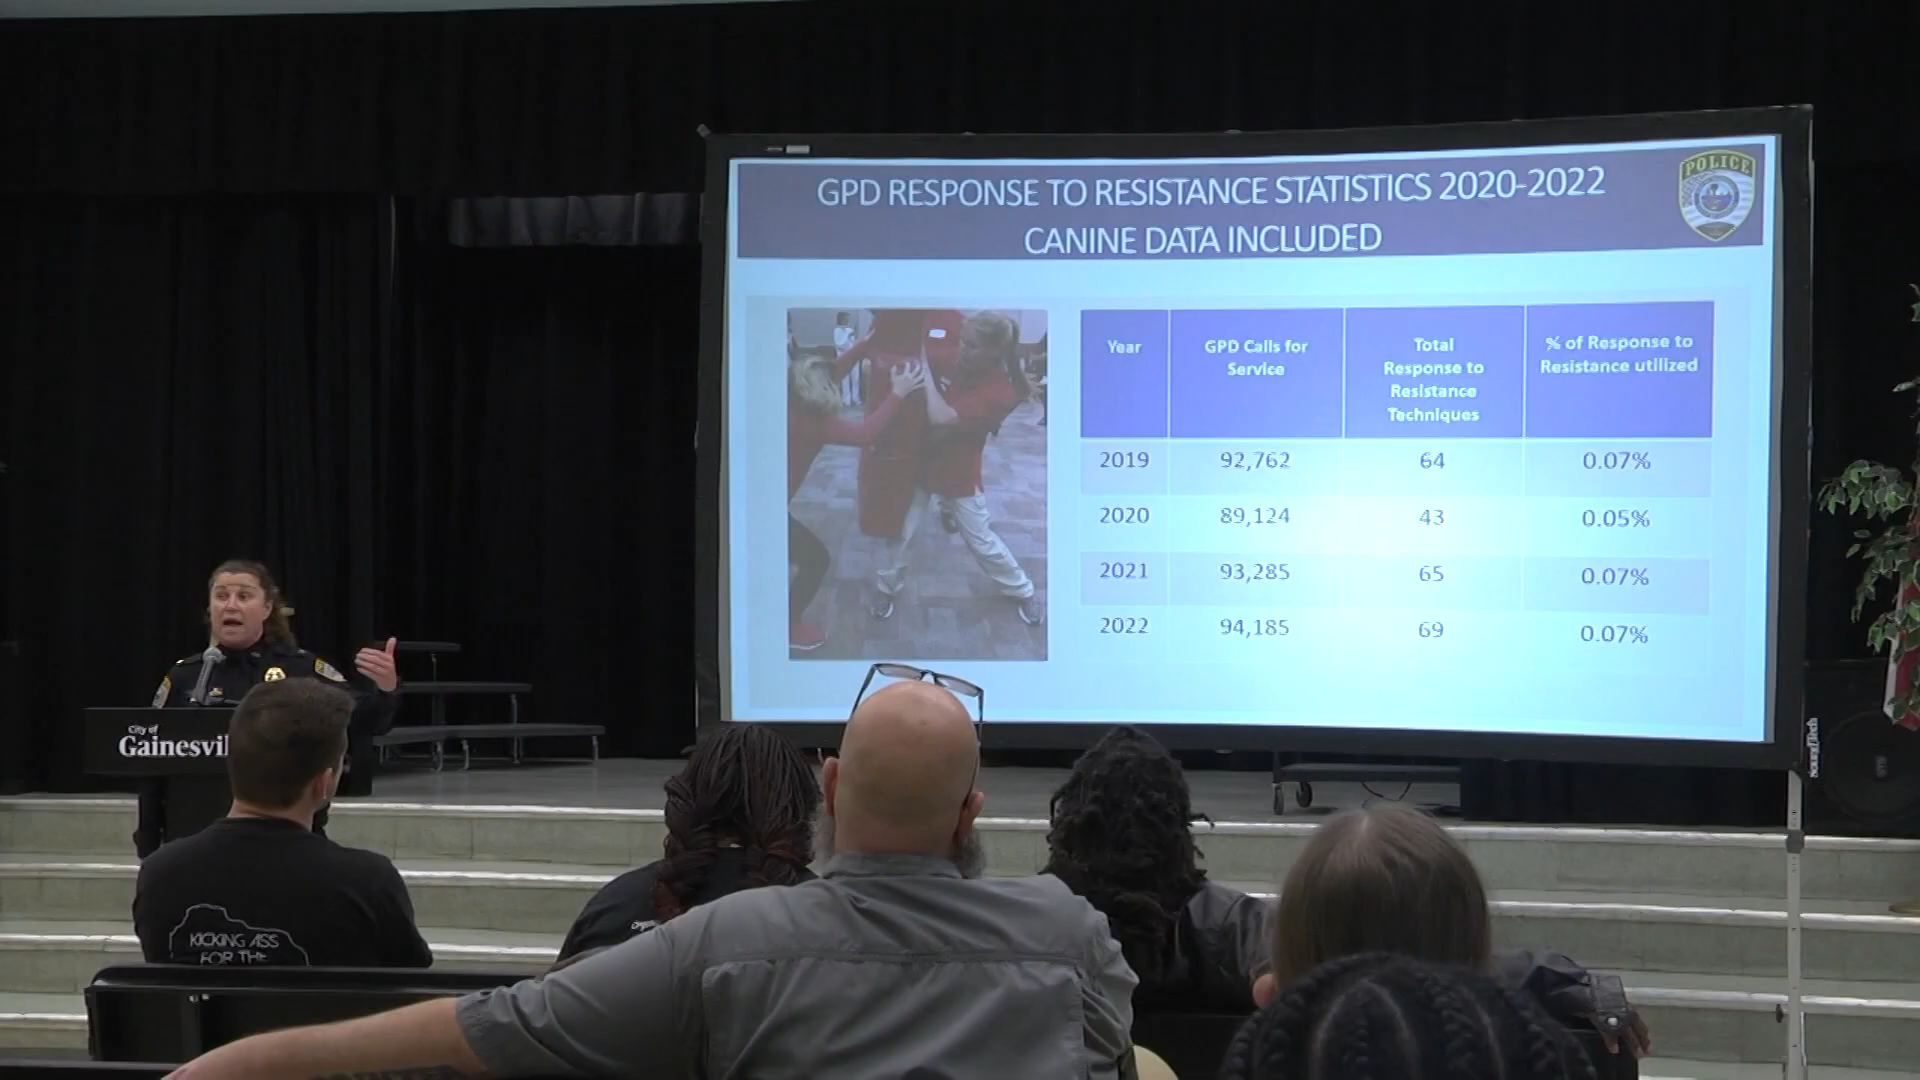 GPD RESPONSE TO RESISTANCE STATISTICS 2020-2022
CANINE DATA INCLUDED
POLICE
Year
GPD Calls for
Service
Total
Response to
Resistance
Techniques
% of Response to
Resistance utilized
2019 92,762 64 0.07%
2020 89,124 43 0.05%
2021 93,285 65 0.07%
2022 94,185 69 0.07%
City of
Gainesvil
KICKING ASS
FOR THE